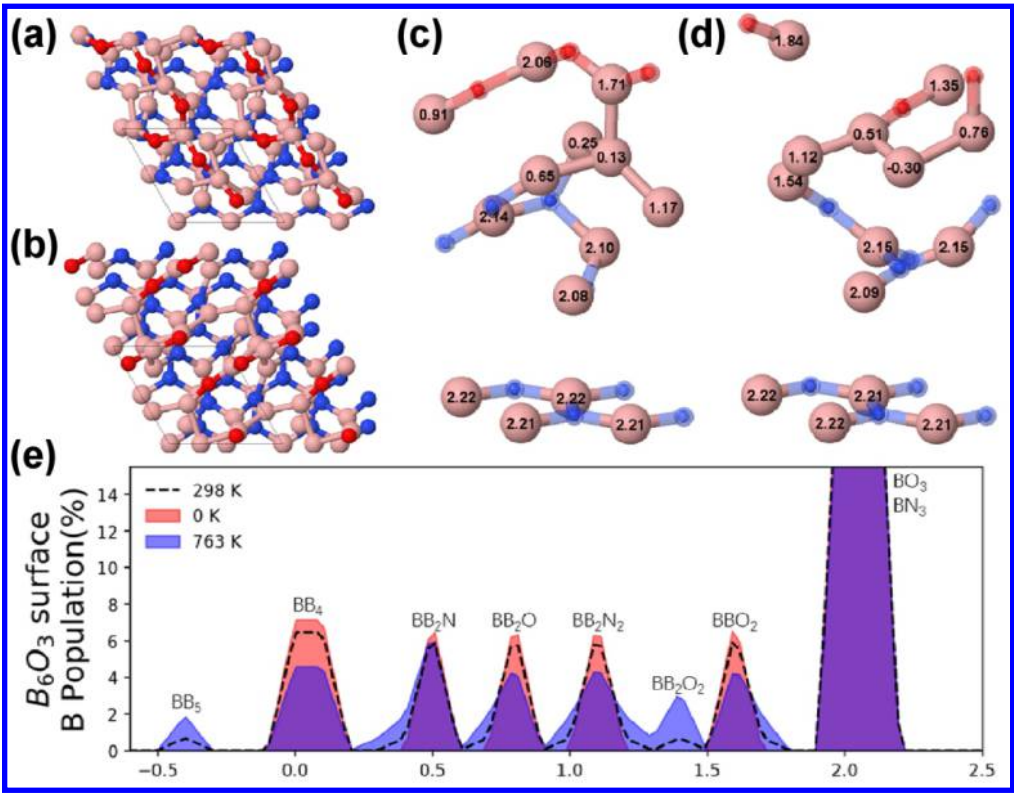 (a)
(c)
(d)
2.06
1.71
0.91
0.25
0.13
0.65
1.17
2.14
2.10
2.08
2.22
2.22
2.21
2.21
1.84
1.35
0.51
0.76
1.12
-0.30
1.54
2.15
2.15
2.09
2.22
2.21
2.22
2.21
(b)
(e)
B₆O₃ surface
B Population(%)
14
12
10
8
6
4
2
0
298 K
0 K
763 K
BB₅
BB₄
BB₂N
BB₂O
BB₂N₂
BB₂O₂
BBO₂
BO₃
BN₃
−0.5
0.0
0.5
1.0
1.5
2.0
2.5